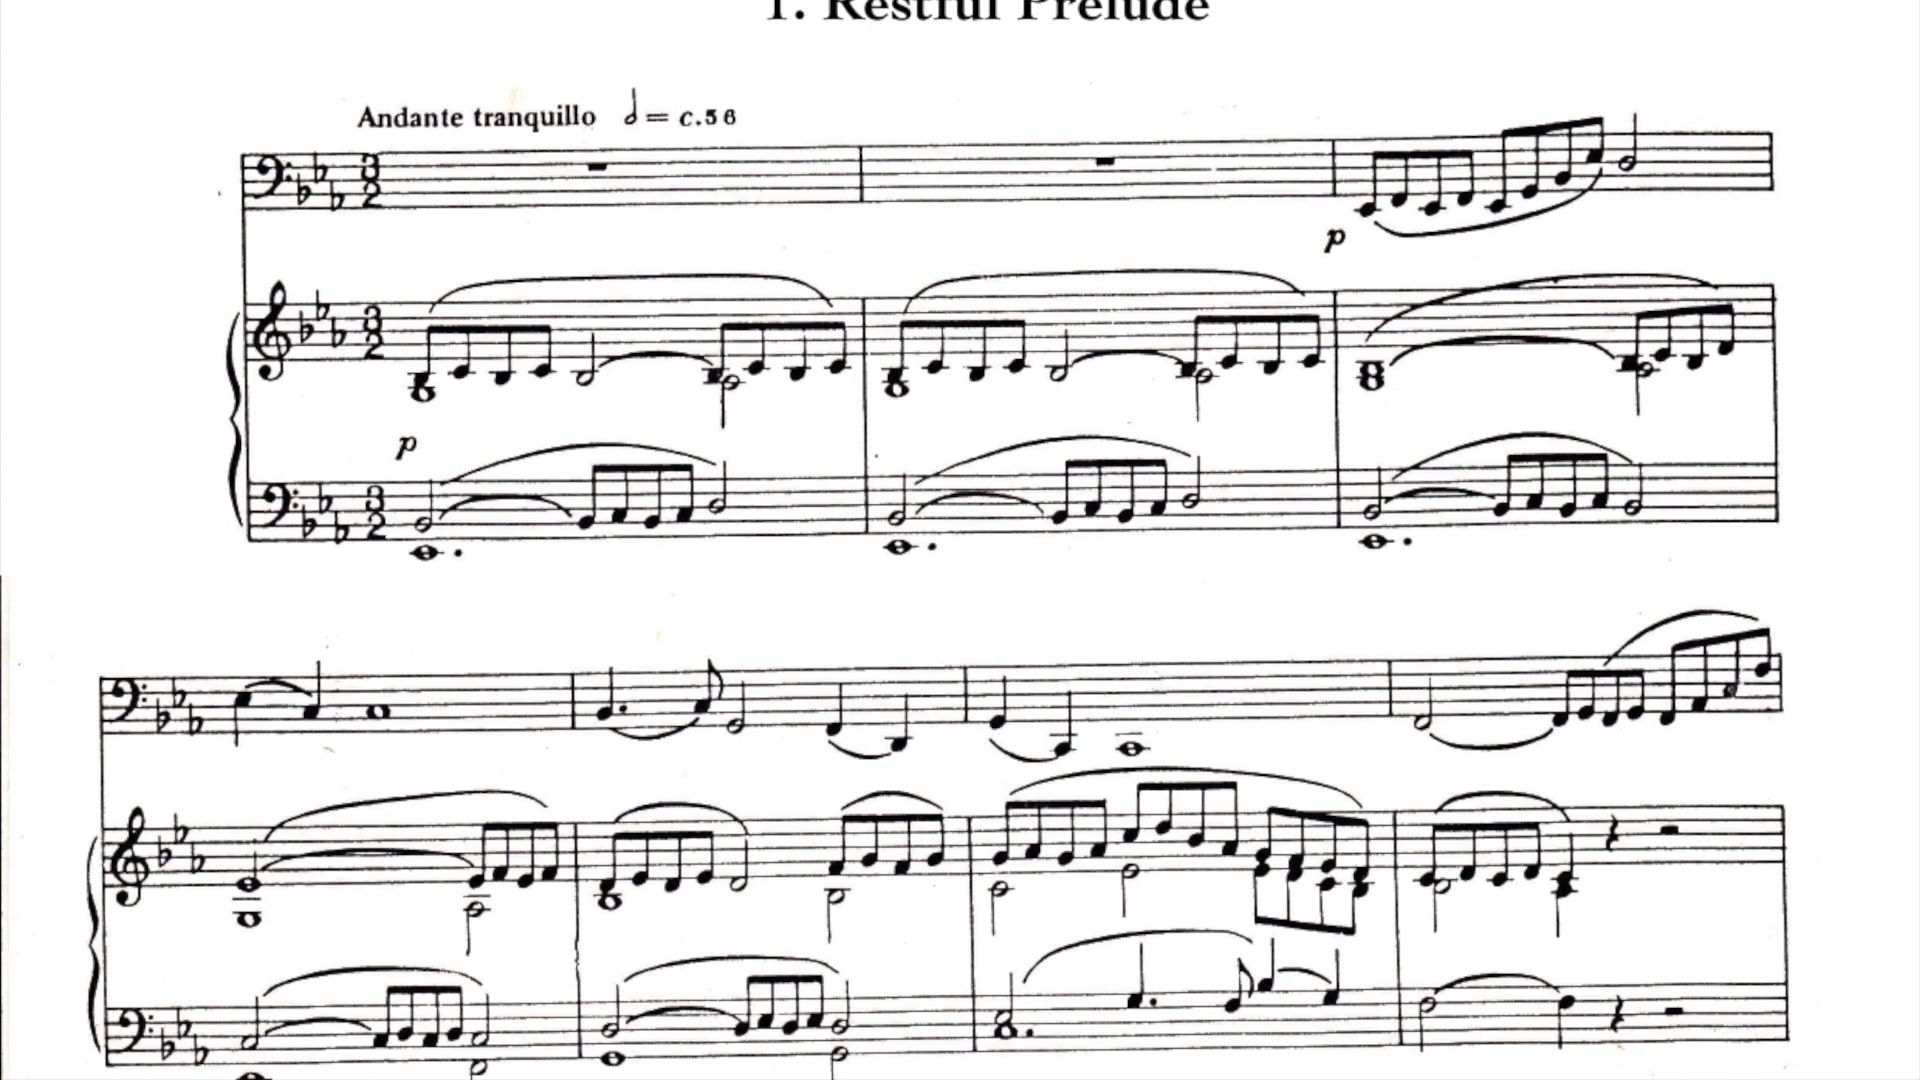 1. Restful Prelude
Andante tranquillo 𝅗𝅥 = c.56
p
p